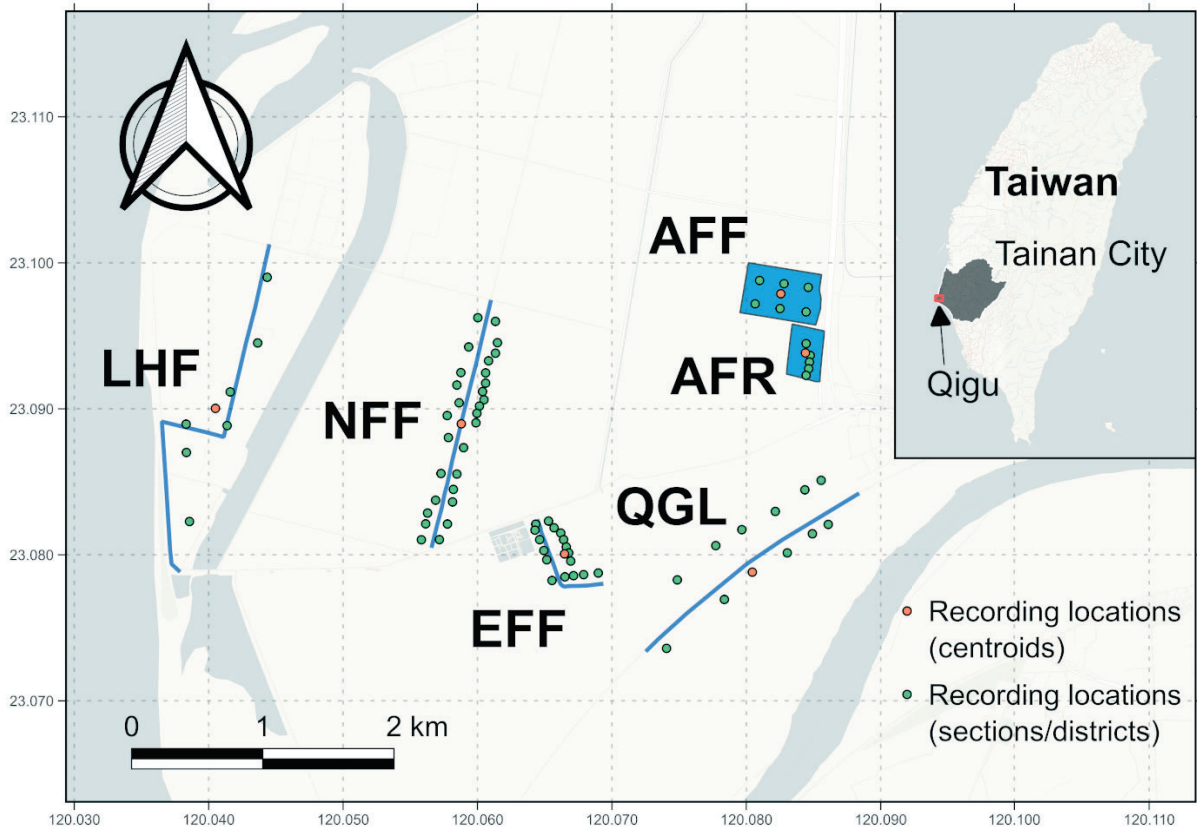 Taiwan
Tainan City
Qigu
AFF
AFR
LHF
NFF
QGL
EFF
Recording locations
(centroids)
Recording locations
(sections/districts)
0 1 2 km
23.110
23.100
23.090
23.080
23.070
120.030 120.040 120.050 120.060 120.070 120.080 120.090 120.100 120.110